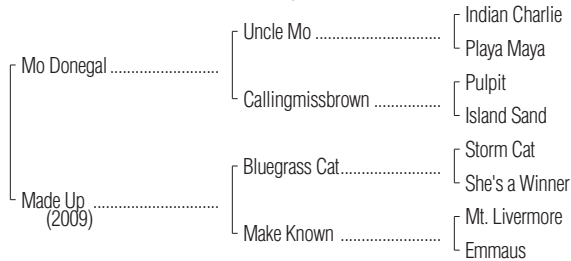 Indian Charlie
Uncle Mo ........................
Playa Maya
Mo Donegal .....................
Pulpit
Callingmissbrown ...............
Island Sand
Storm Cat
Bluegrass Cat...................
She's a Winner
Made Up ........................
(2009)
Mt. Livermore
Make Known ...................
Emmaus